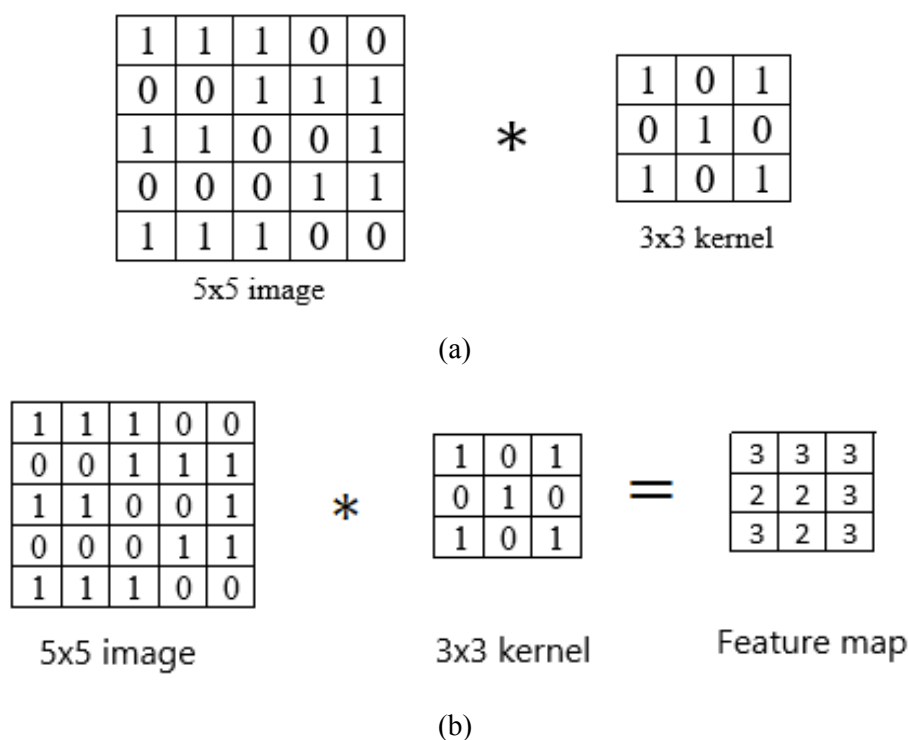 1 1 1 0 0
0 0 1 1 1
1 1 0 0 1
0 0 0 1 1
1 1 1 0 0
5x5 image
*
1 0 1
0 1 0
1 0 1
3x3 kernel
(a)
1 1 1 0 0
0 0 1 1 1
1 1 0 0 1
0 0 0 1 1
1 1 1 0 0
5x5 image
*
1 0 1
0 1 0
1 0 1
3x3 kernel
=
3 3 3
2 2 3
3 2 3
Feature map
(b)